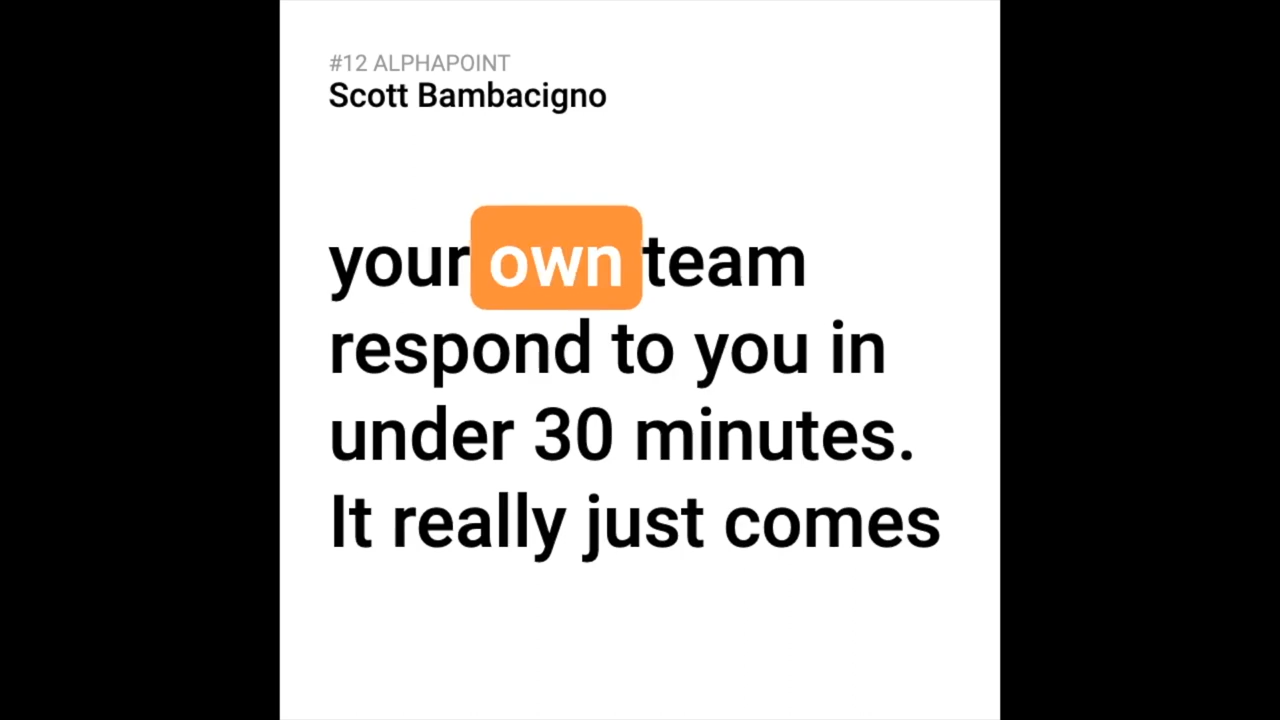 #12 ALPHAPOINT
Scott Bambacigno
your own team
respond to you in
under 30 minutes.
It really just comes